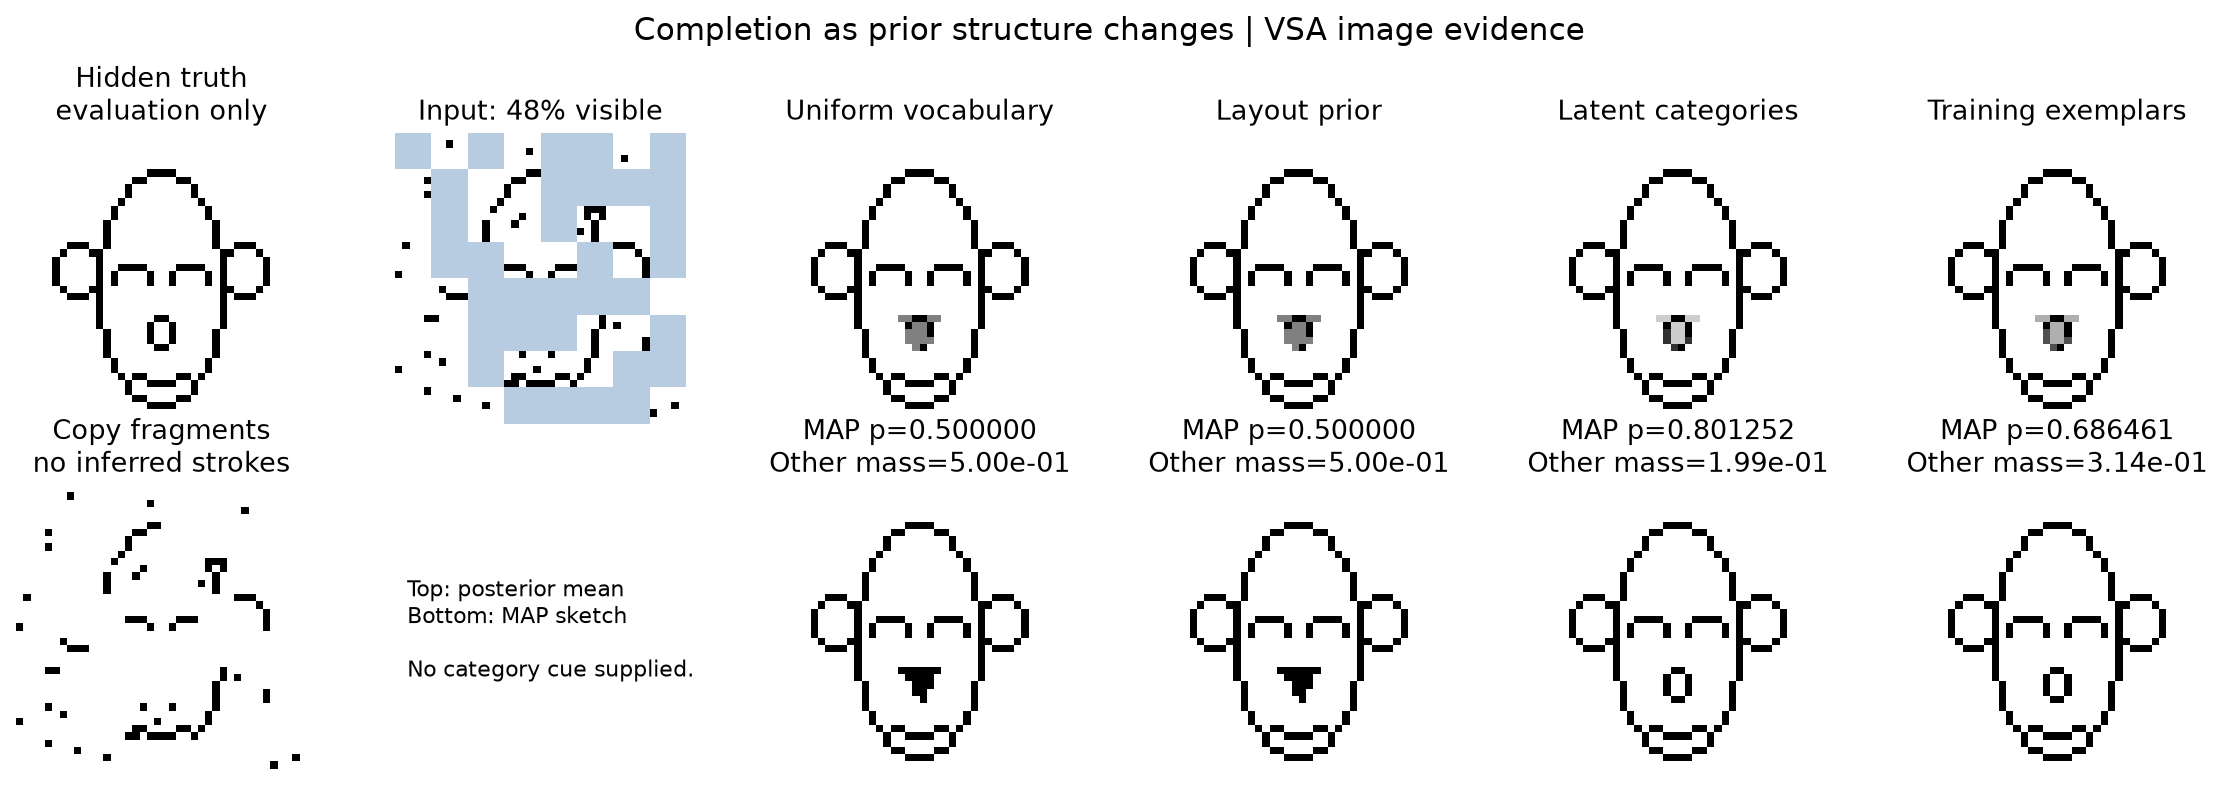 Completion as prior structure changes | VSA image evidence
Hidden truth
evaluation only
Input: 48% visible
Uniform vocabulary
Layout prior
Latent categories
Training exemplars
Copy fragments
no inferred strokes
MAP p=0.500000
Other mass=5.00e-01
MAP p=0.500000
Other mass=5.00e-01
MAP p=0.801252
Other mass=1.99e-01
MAP p=0.686461
Other mass=3.14e-01
Top: posterior mean
Bottom: MAP sketch
No category cue supplied.